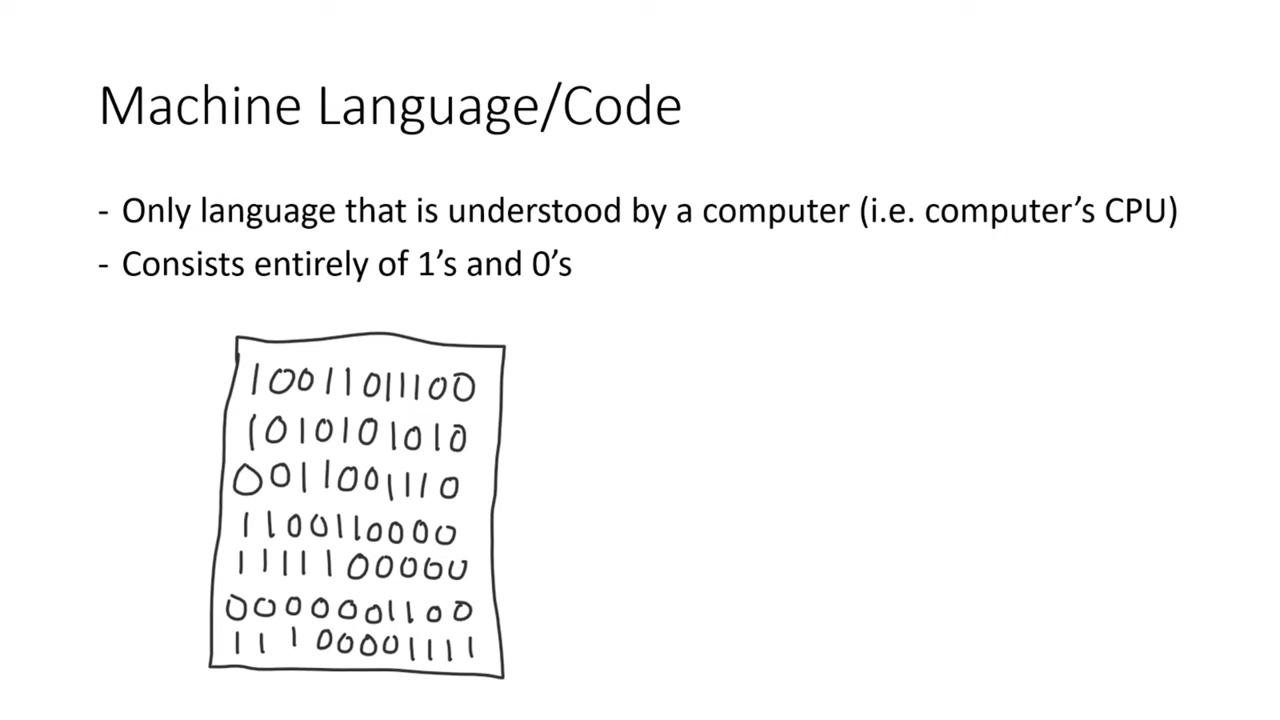 Machine Language/Code
- Only language that is understood by a computer (i.e. computer’s CPU)
- Consists entirely of 1’s and 0’s
10011011100
1010101010
00110011110
1100110000
1111100000
0000001100
11100001111